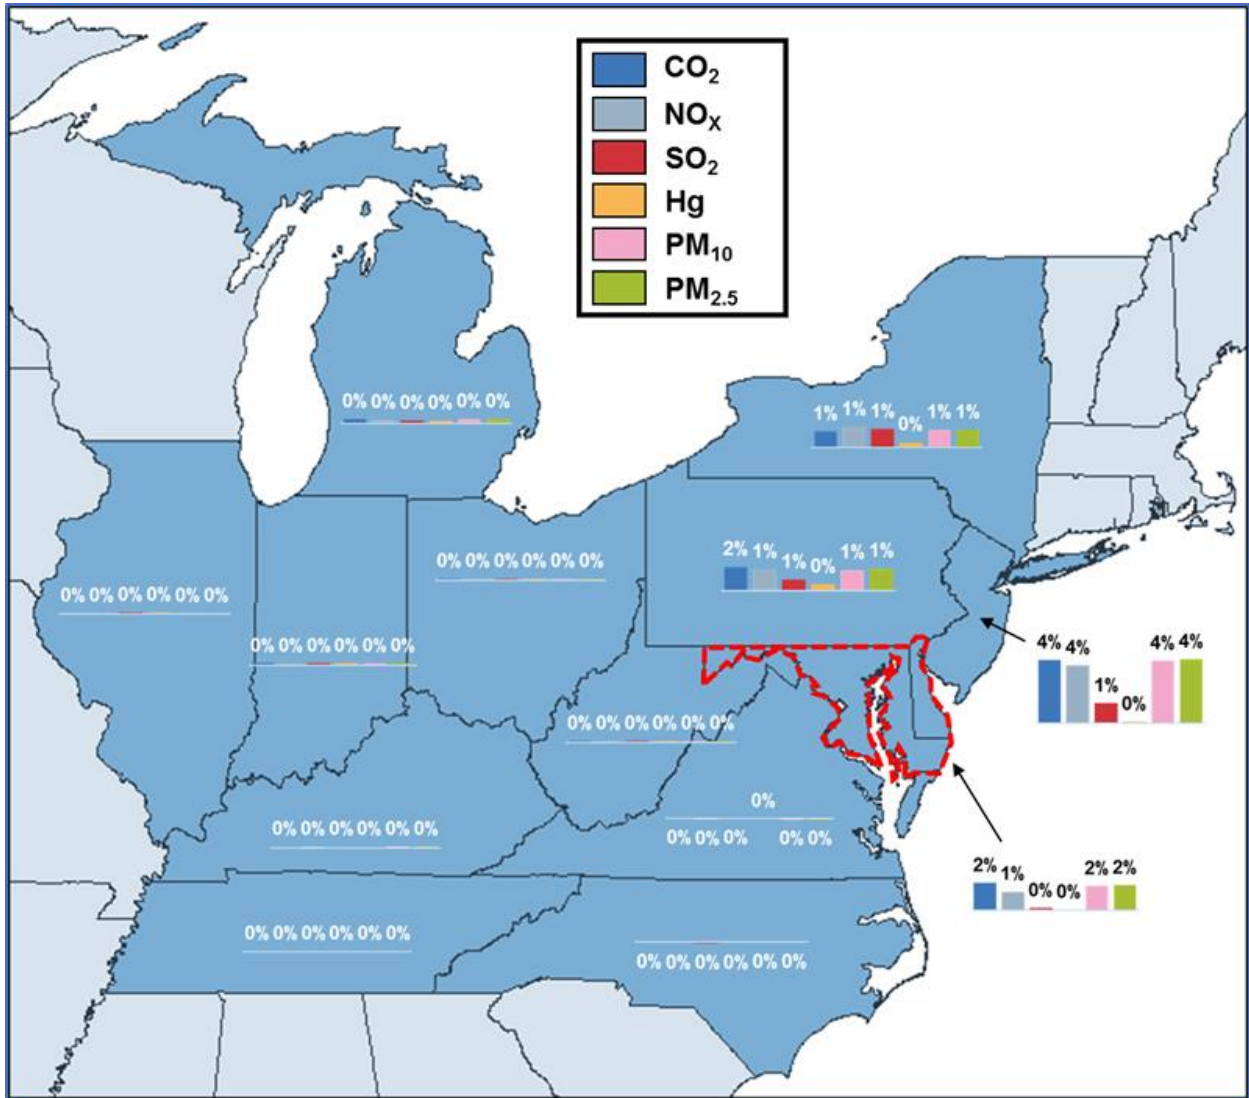 CO₂
NOₓ
SO₂
Hg
PM₁₀
PM₂.₅
0% 0% 0% 0% 0% 0%
1% 1% 1% 0% 1% 1%
2% 1% 1% 0% 1% 1%
0% 0% 0% 0% 0% 0%
0% 0% 0% 0% 0% 0%
0% 0% 0% 0% 0% 0%
4% 4% 1% 0% 4% 4%
0% 0% 0% 0% 0% 0%
0%
0% 0% 0% 0% 0%
0% 0% 0% 0% 0% 0%
2% 1% 0% 0% 2% 2%
0% 0% 0% 0% 0% 0%
0% 0% 0% 0% 0% 0%